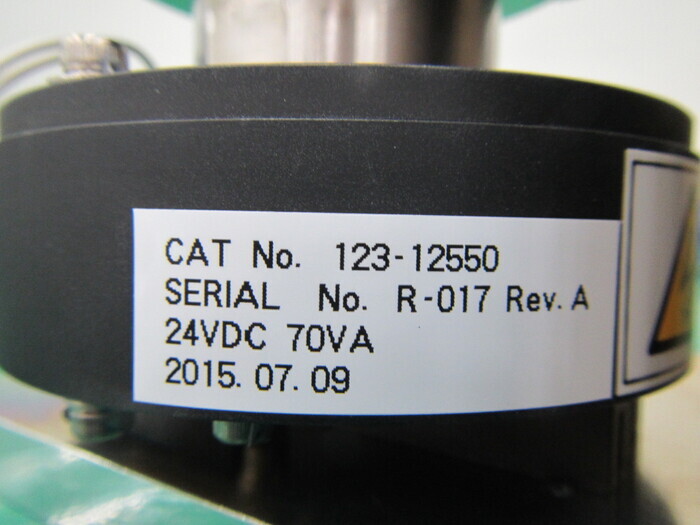 CAT No. 123-12550
SERIAL No. R-017 Rev. A
24VDC 70VA
2015. 07. 09